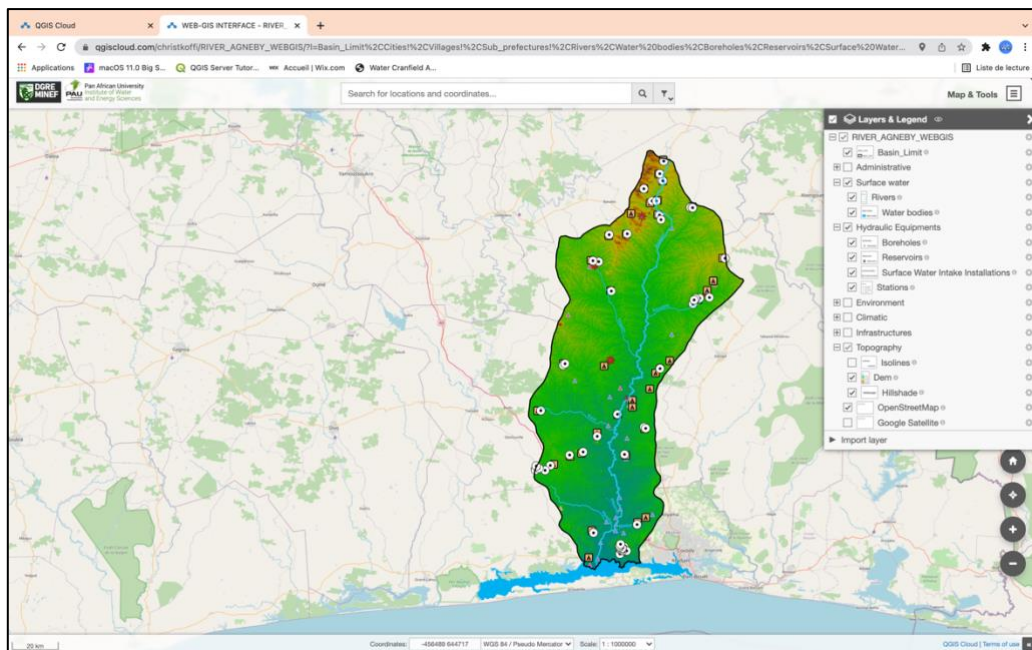 QGIS Cloud
WEB-GIS INTERFACE - RIVER_
qgiscloud.com/christkoffi/RIVER_AGNEBY_WEBGIS/?l=Basin_Limit%2CCities!%2CVillages!%2CSub_prefectures!%2CRivers%2CWater%20bodies%2CBoreholes%2CReservoirs%2CSurface%20Water...
Applications
macOS 11.0 Big S...
QGIS Server Tutor...
Accueil | Wix.com
Water Cranfield A...
Liste de lecture
DGRE
MINEF
PAU
Pan African University
Institute of Water
and Energy Sciences
Search for locations and coordinates...
Map & Tools
Layers & Legend
RIVER_AGNEBY_WEBGIS
Basin_Limit
Administrative
Surface water
Rivers
Water bodies
Hydraulic Equipments
Boreholes
Reservoirs
Surface Water Intake Installations
Stations
Environment
Climatic
Infrastructures
Topography
Isolines
Dem
Hillshade
OpenStreetMap
Google Satellite
Import layer
20 km
Coordinates:
-456489 644717
WGS 84 / Pseudo Mercator
Scale:
1 : 1000000
QGIS Cloud | Terms of use